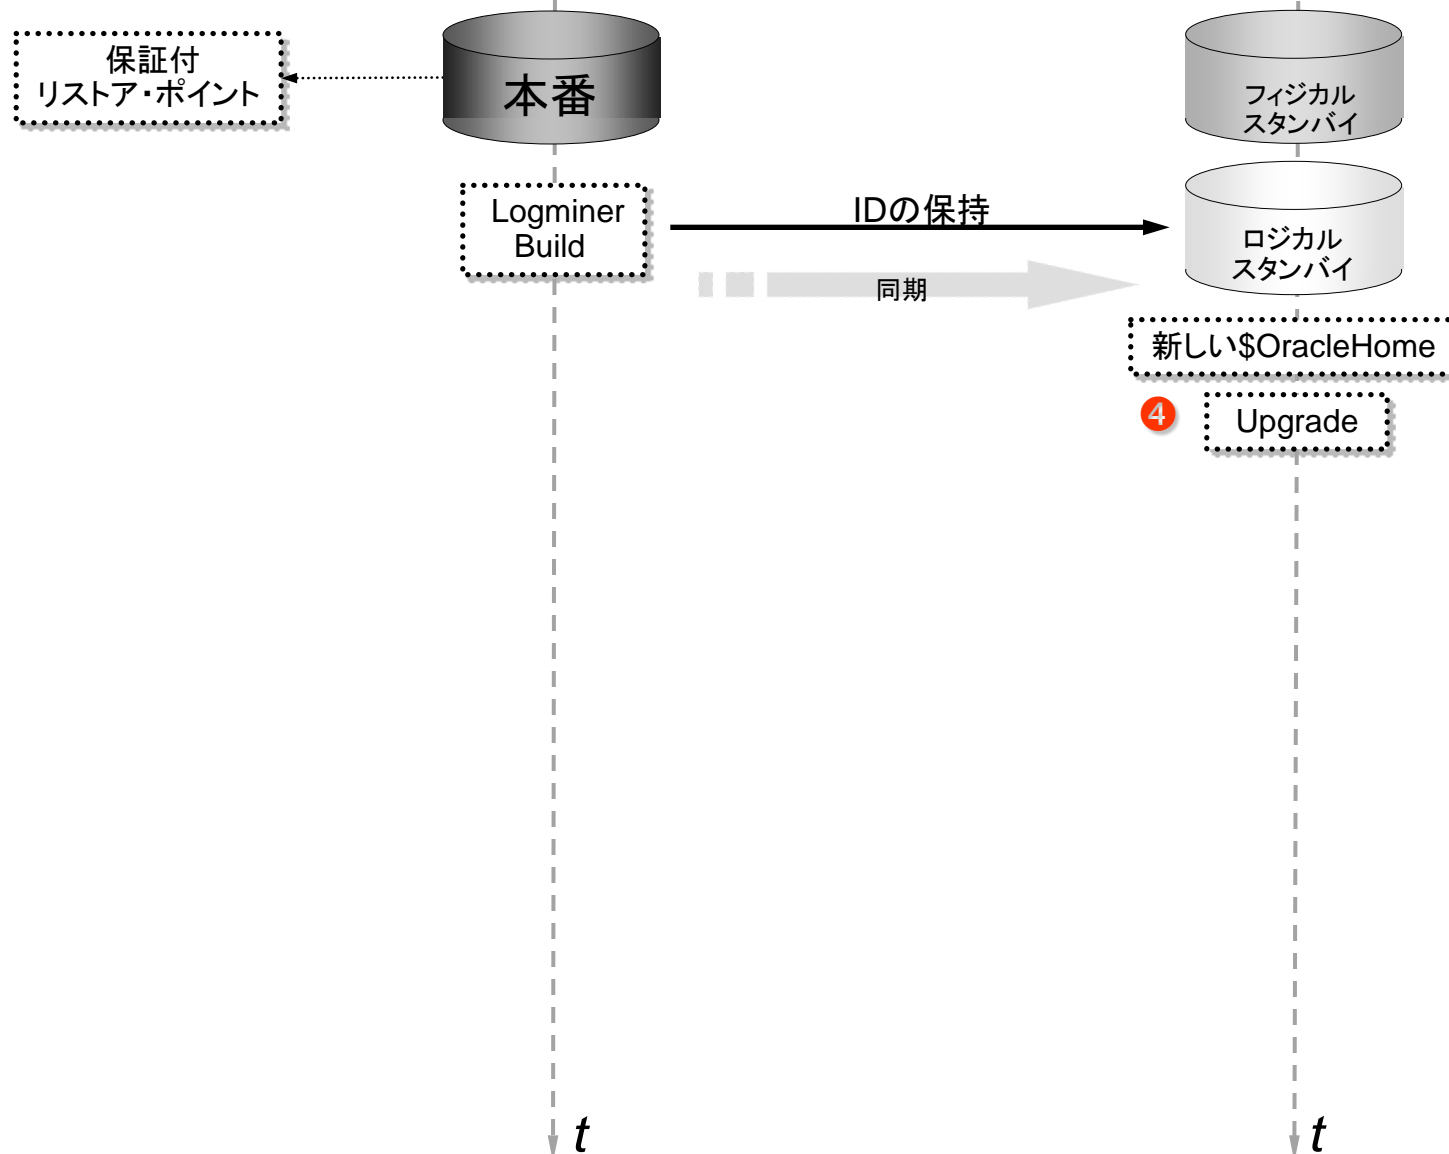 保証付
リストア・ポイント
本番
フィジカル
スタンバイ
Logminer
Build
IDの保持
ロジカル
スタンバイ
同期
新しい$OracleHome
4
Upgrade
t
t